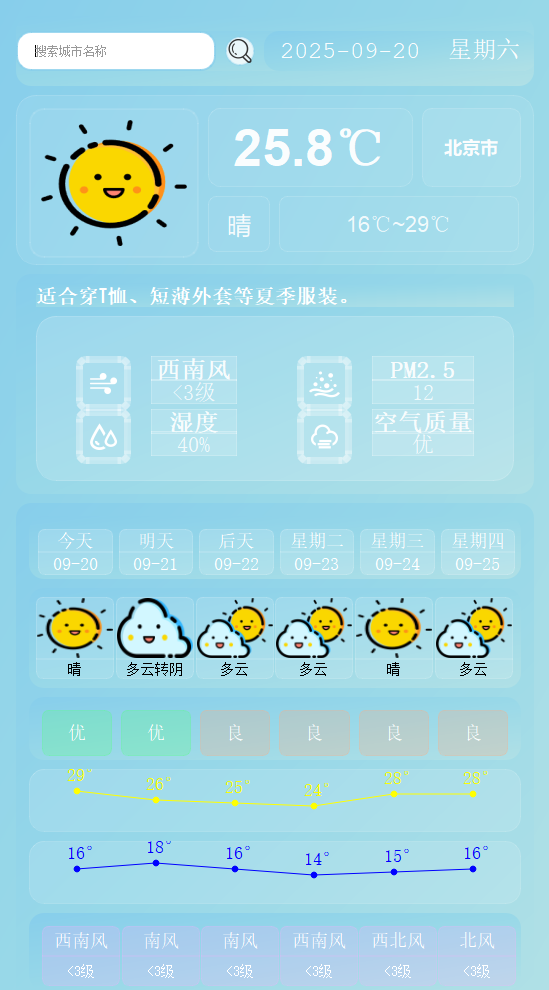 搜索城市名称
2025-09-20 星期六
25.8℃
北京市
晴
16℃~29℃
适合穿T恤、短薄外套等夏季服装。
西南风 PM2.5
<3级 12
湿度 空气质量
40% 优
今天 明天 后天 星期二 星期三 星期四
09-20 09-21 09-22 09-23 09-24 09-25
晴 多云转阴 多云 多云 晴 多云
优 优 良 良 良 良
29° 26° 25° 24° 28° 28°
16° 18° 16° 14° 15° 16°
西南风 南风 南风 西南风 西北风 北风
<3级 <3级 <3级 <3级 <3级 <3级